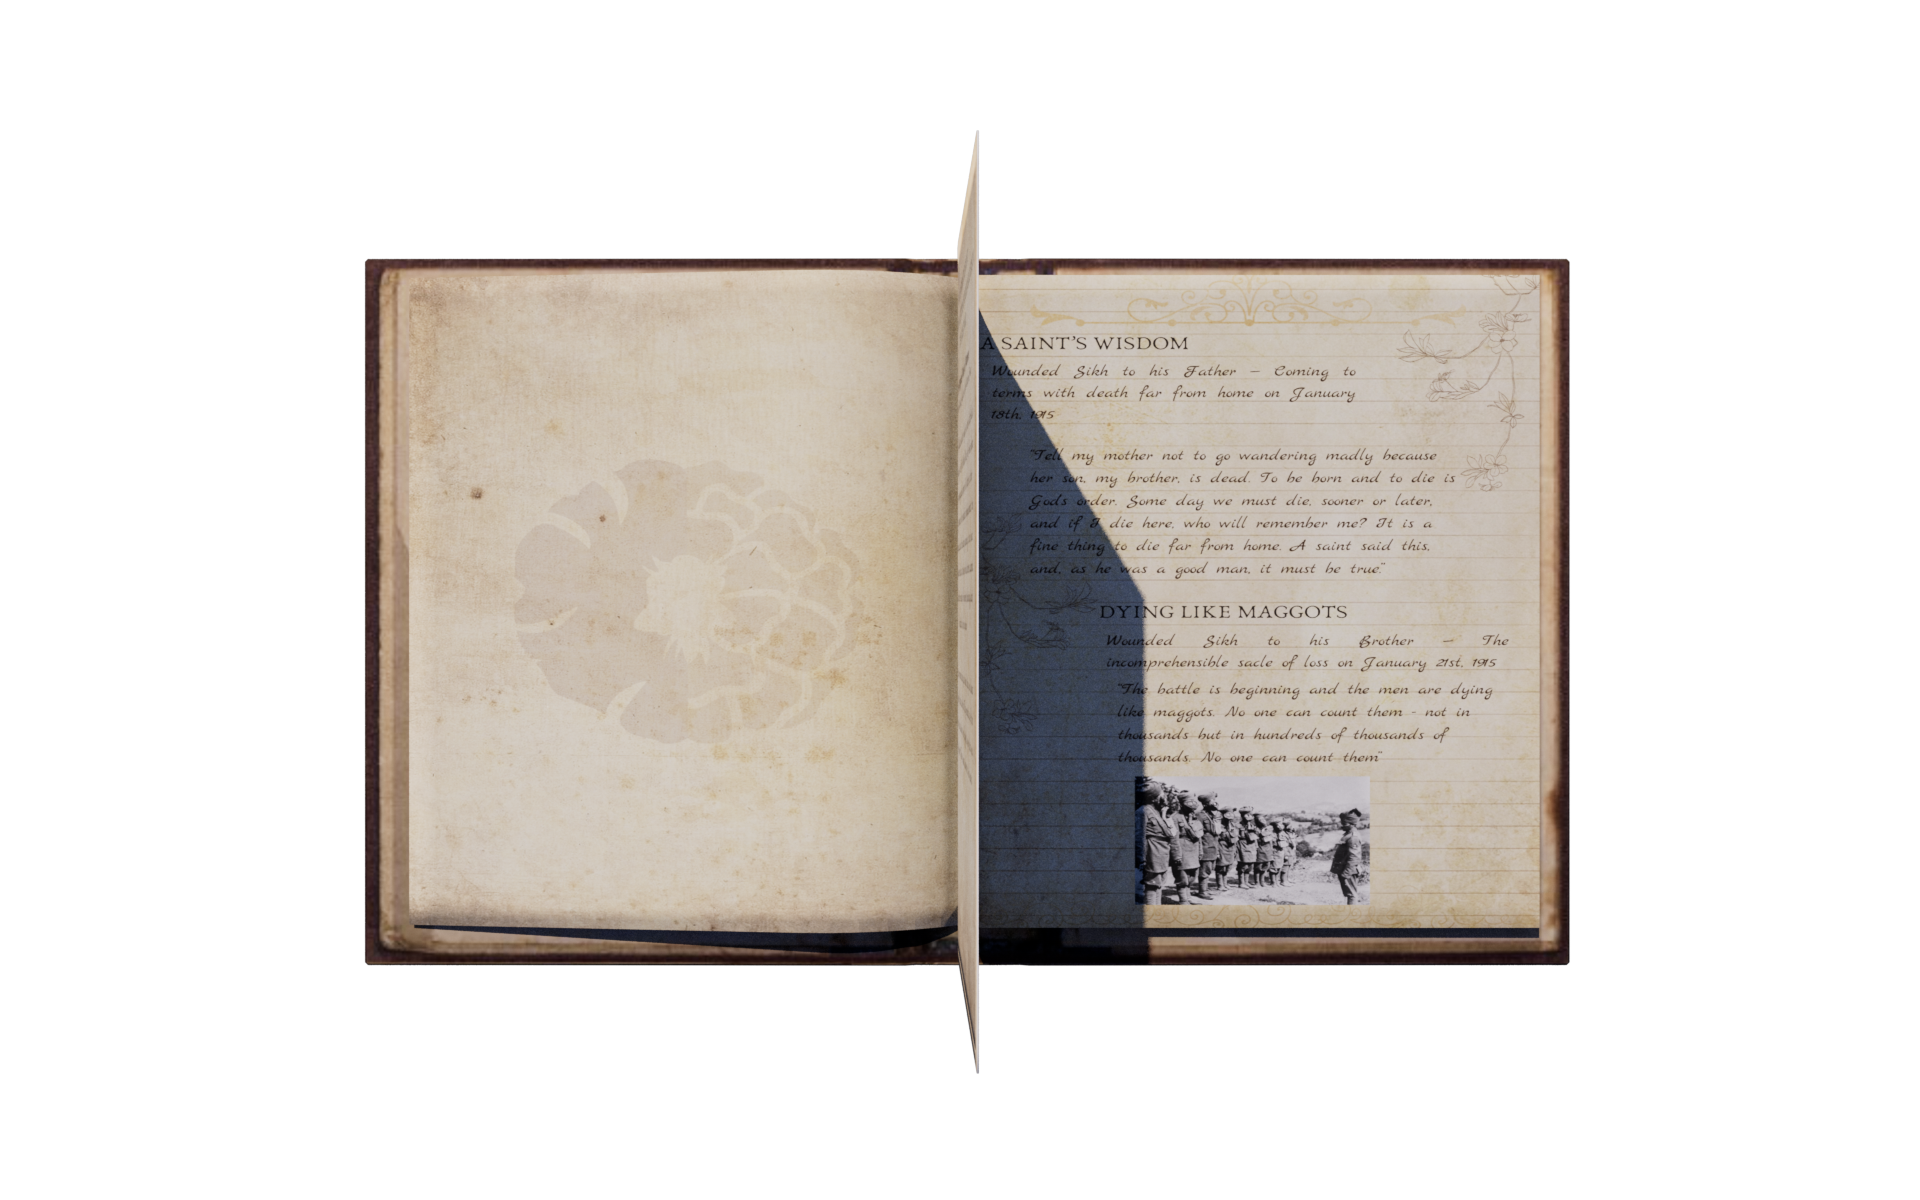 A SAINT'S WISDOM
Wounded Sikh to his Father – Coming to
terms with death far from home on January
18th, 1915
"Tell my mother not to go wandering madly because
her son, my brother, is dead. To be born and to die is
God's order. Some day we must die, sooner or later,
and if I die here, who will remember me? It is a
fine thing to die far from home. A saint said this,
and, as he was a good man, it must be true."
DYING LIKE MAGGOTS
Wounded Sikh to his Brother – The
incomprehensible sacle of loss on January 21st, 1915
"The battle is beginning and the men are dying
like maggots. No one can count them - not in
thousands but in hundreds of thousands of
thousands. No one can count them"